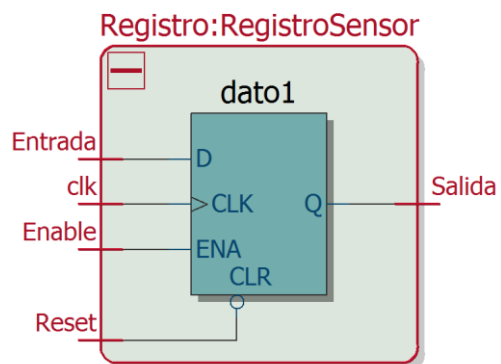 Registro:RegistroSensor
dato1
Entrada
D
clk
CLK
Q
Salida
Enable
ENA
CLR
Reset